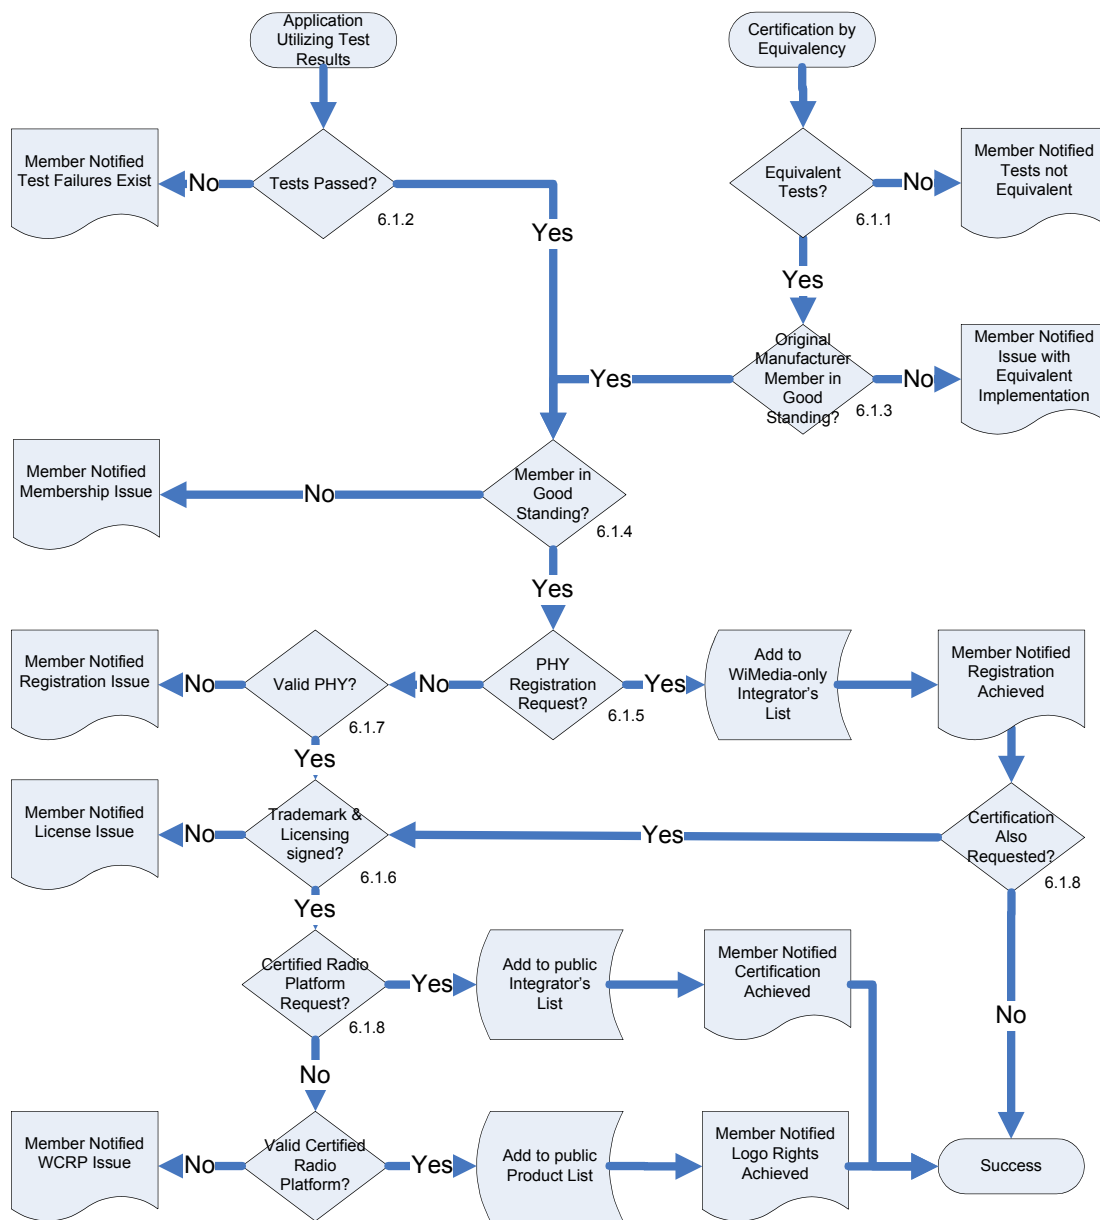 Application
Utilizing Test
Results
Certification by
Equivalency
Member Notified
Test Failures Exist
No
Tests Passed?
6.1.2
Yes
Equivalent
Tests?
6.1.1
No
Member Notified
Tests not
Equivalent
Yes
Original
Manufacturer
Member in
Good
Standing?
6.1.3
No
Member Notified
Issue with
Equivalent
Implementation
Yes
Member Notified
Membership Issue
No
Member in
Good
Standing?
6.1.4
Yes
Member Notified
Registration Issue
No
Valid PHY?
6.1.7
No
PHY
Registration
Request?
6.1.5
Yes
Add to
WiMedia-only
Integrator's
List
Member Notified
Registration
Achieved
Yes
Member Notified
License Issue
No
Trademark &
Licensing
signed?
6.1.6
Yes
Certification
Also
Requested?
6.1.8
Yes
Certified Radio
Platform
Request?
6.1.8
Yes
Add to public
Integrator's
List
Member Notified
Certification
Achieved
No
No
Member Notified
WCRP Issue
No
Valid Certified
Radio
Platform?
Yes
Add to public
Product List
Member Notified
Logo Rights
Achieved
Success